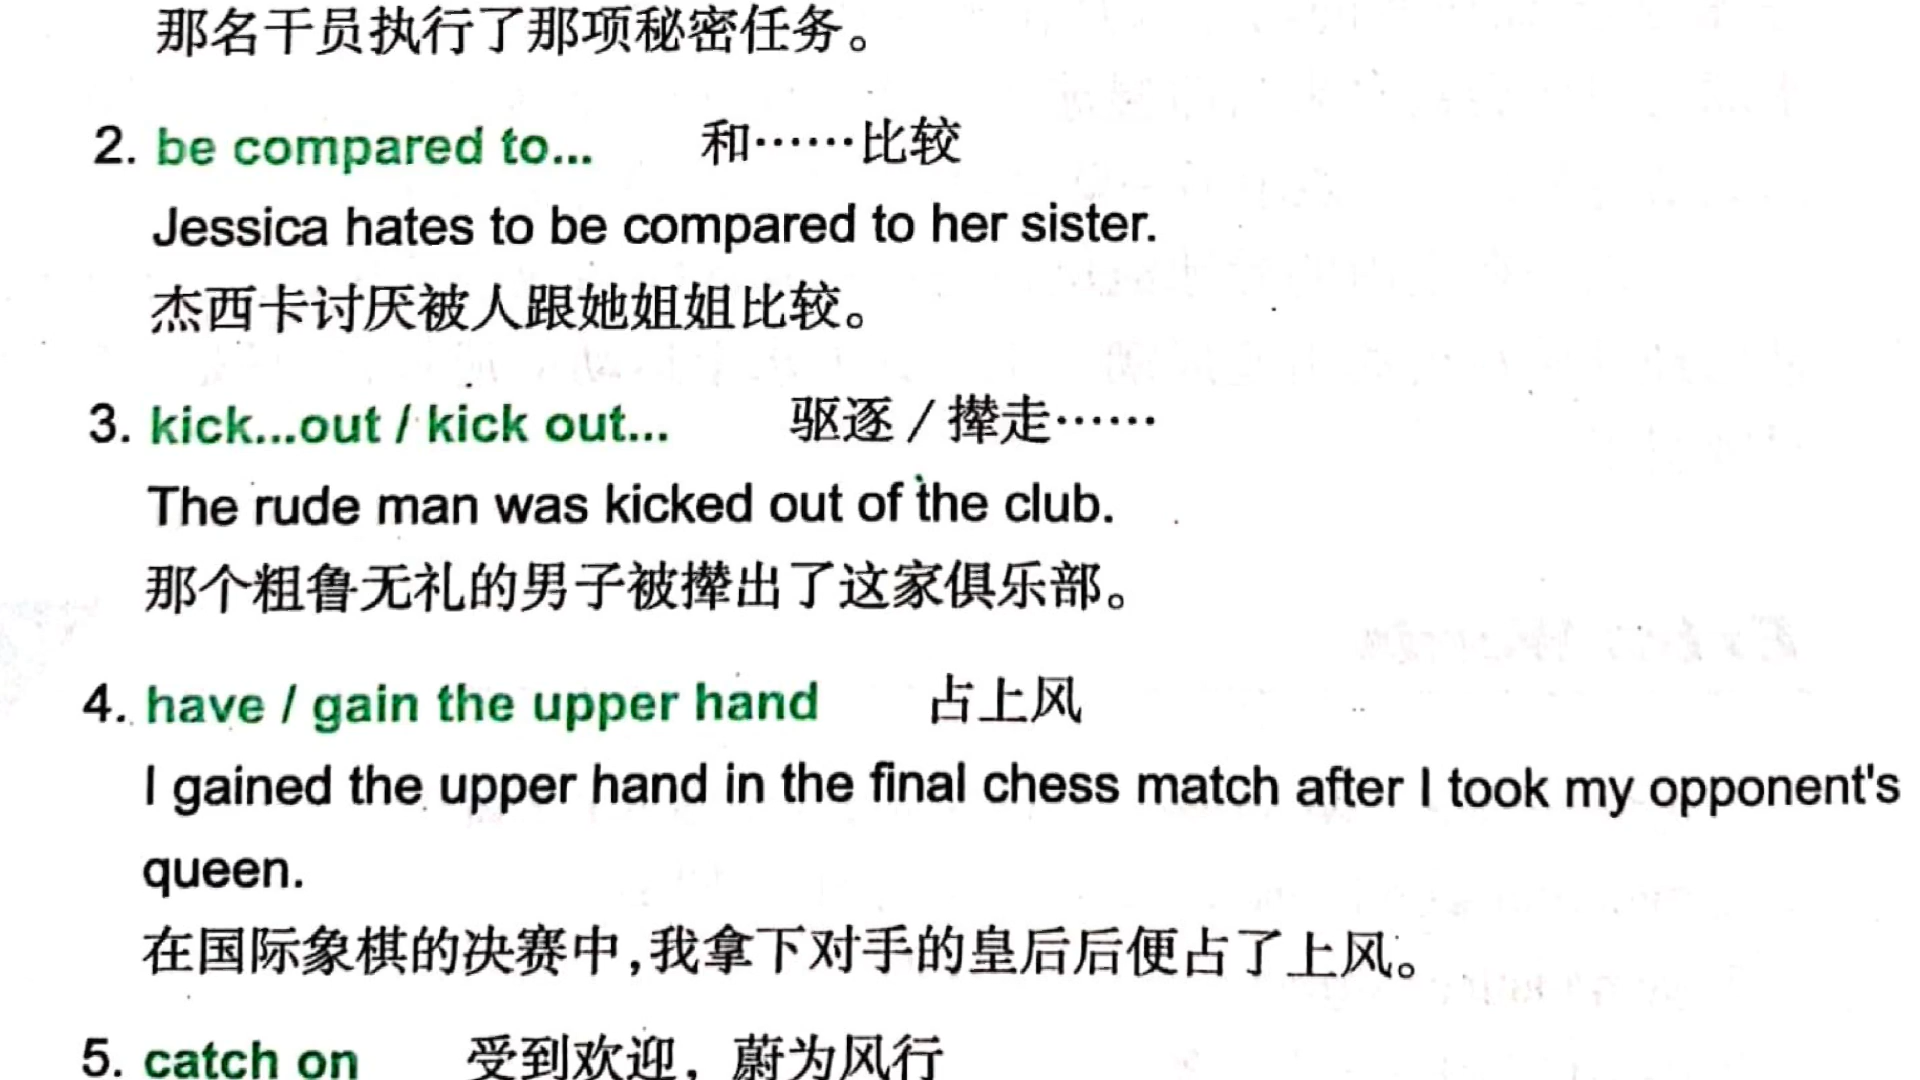 那名干员执行了那项秘密任务。
2. be compared to... 和……比较
Jessica hates to be compared to her sister.
杰西卡讨厌被人跟她姐姐比较。
3. kick...out / kick out... 驱逐 / 撵走……
The rude man was kicked out of the club.
那个粗鲁无礼的男子被撵出了这家俱乐部。
4. have / gain the upper hand 占上风
I gained the upper hand in the final chess match after I took my opponent's
queen.
在国际象棋的决赛中,我拿下对手的皇后后便占了上风。
5. catch on 受到欢迎，蔚为风行